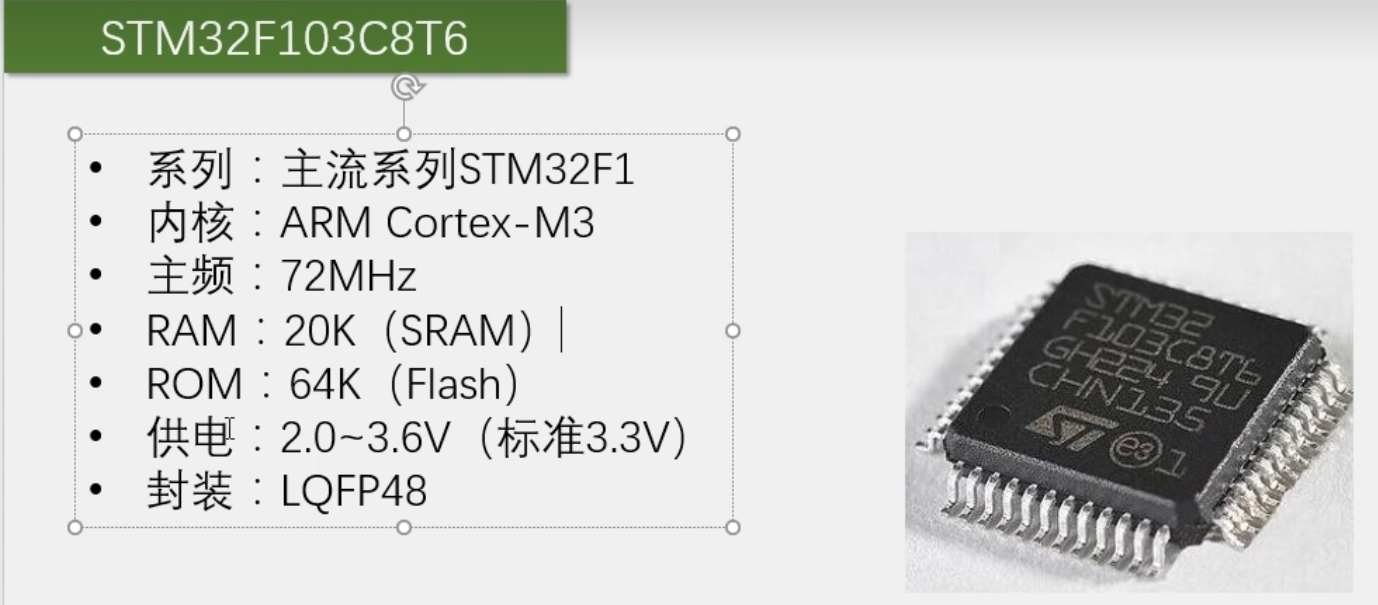 STM32F103C8T6
• 系列：主流系列STM32F1
• 内核：ARM Cortex-M3
• 主频：72MHz
• RAM：20K（SRAM）
• ROM：64K（Flash）
• 供电：2.0~3.6V（标准3.3V）
• 封装：LQFP48
STM32
F103C8T6
GH224 9U
CHN135
ST e3 1